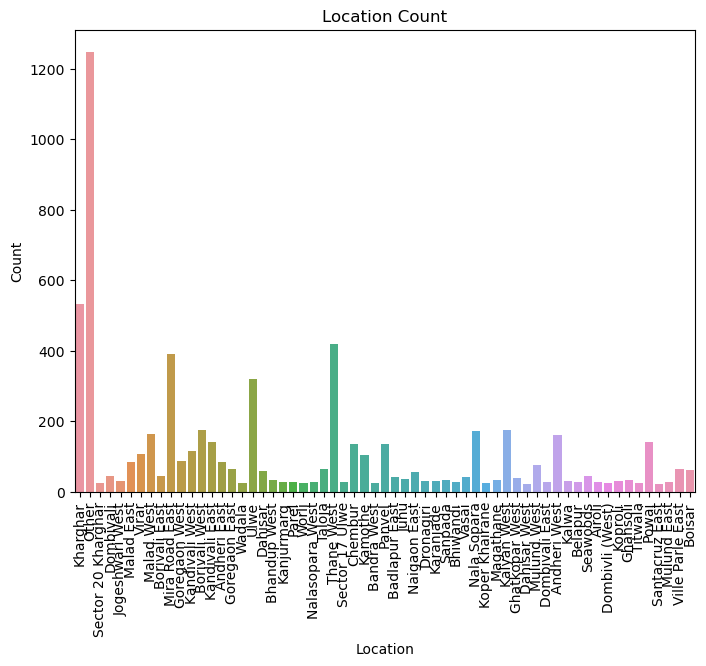 Location Count
Count
1200
1000
800
600
400
200
0
Kharghar
Other
Sector 20 Kharghar
Dombivali
Jogeshwari West
Malad East
Virar
Malad West
Borivali East
Mira Road East
Goregaon West
Kandivali West
Borivali West
Kandivali East
Andheri East
Goregaon East
Wadala
Ulwe
Dahisar
Bhandup West
Kanjurmarg
Parel
Worli
Nalasopara West
Taloja
Thane West
Sector 17 Ulwe
Chembur
Kamothe
Bandra West
Panvel
Badlapur East
Juhu
Naigaon East
Dronagiri
Karanjade
Sanpada
Bhiwandi
Vasai
Nala Sopara
Koper Khairane
Magathane
Kalyan West
Ghatkopar West
Dahisar West
Mulund West
Dombivli East
Andheri West
Kalwa
Belapur
Seawoods
Airoli
Dombivli (West)
Koproli
Ghansoli
Titwala
Powai
Santacruz East
Mulund East
Ville Parle East
Boisar
Location